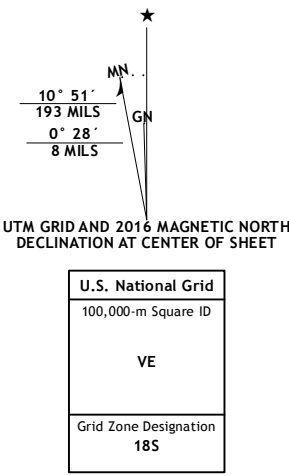 ★
MN
10° 51´
193 MILS
GN
0° 28´
8 MILS
UTM GRID AND 2016 MAGNETIC NORTH
DECLINATION AT CENTER OF SHEET
U.S. National Grid
100,000-m Square ID
VE
Grid Zone Designation
18S